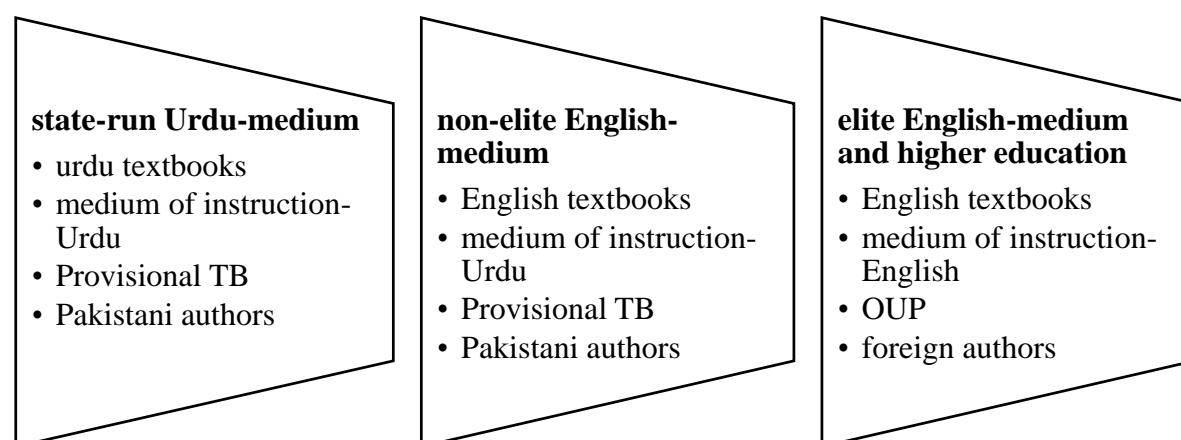 state-run Urdu-medium
• urdu textbooks
• medium of instruction-
Urdu
• Provisional TB
• Pakistani authors
non-elite English-
medium
• English textbooks
• medium of instruction-
Urdu
• Provisional TB
• Pakistani authors
elite English-medium
and higher education
• English textbooks
• medium of instruction-
English
• OUP
• foreign authors